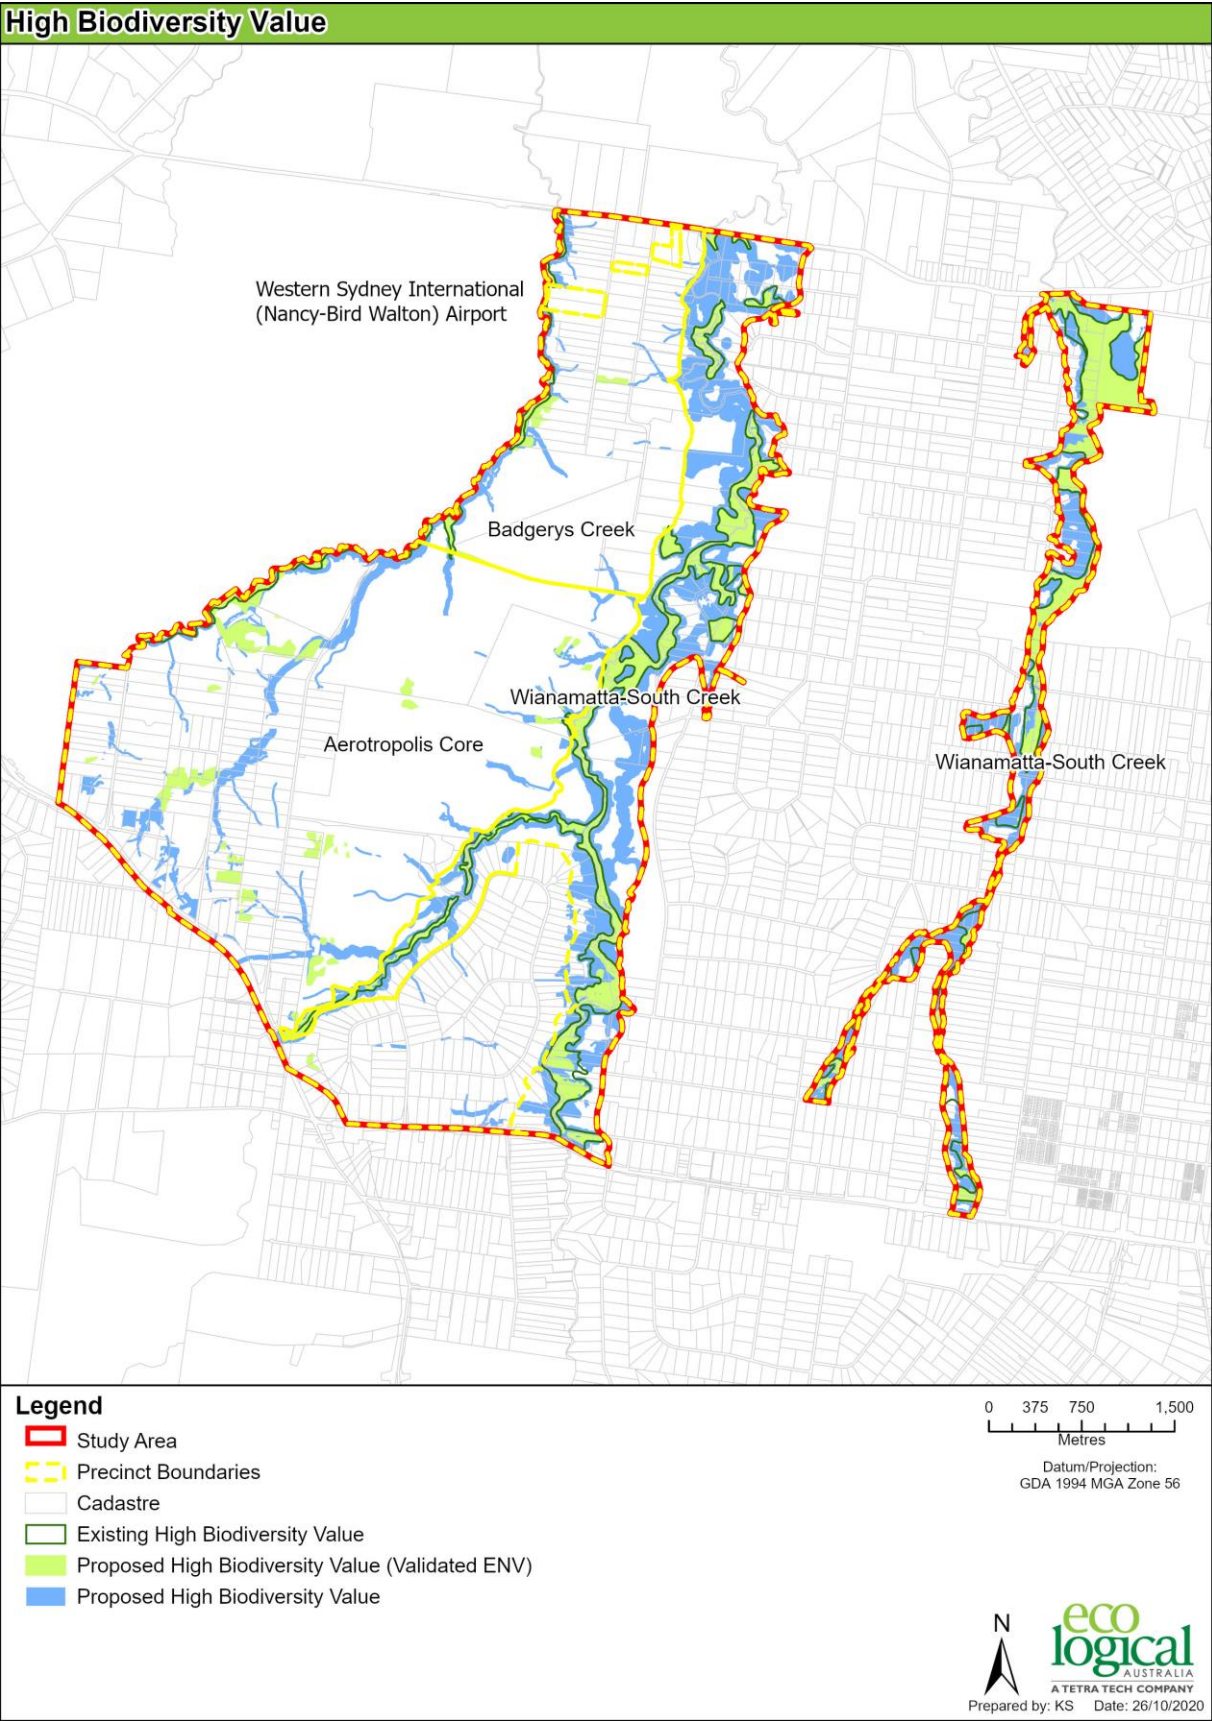 High Biodiversity Value
Western Sydney International
(Nancy-Bird Walton) Airport
Badgerys Creek
Wianamatta-South Creek
Aerotropolis Core
Wianamatta-South Creek
Legend
Study Area
Precinct Boundaries
Cadastre
Existing High Biodiversity Value
Proposed High Biodiversity Value (Validated ENV)
Proposed High Biodiversity Value
0 375 750 1,500
Metres
Datum/Projection:
GDA 1994 MGA Zone 56
N
eco
logical
AUSTRALIA
A TETRA TECH COMPANY
Prepared by: KS Date: 26/10/2020